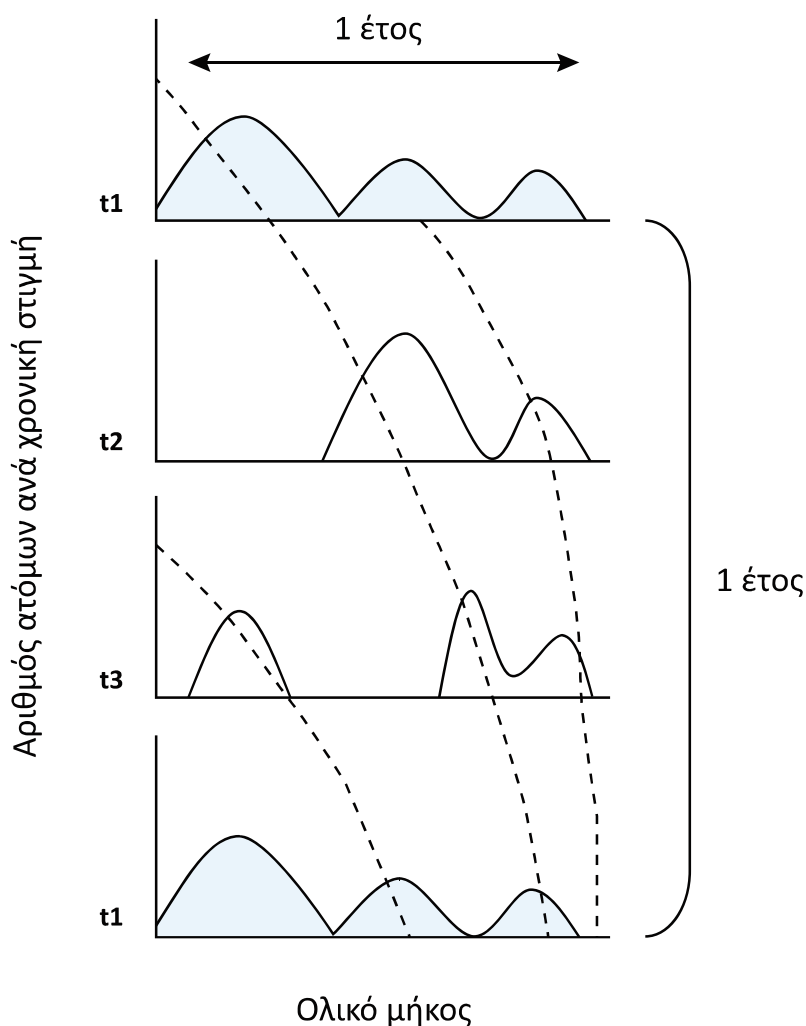 1 έτος
t1
t2
t3
t1
1 έτος
Αριθμός ατόμων ανά χρονική στιγμή
Ολικό μήκος